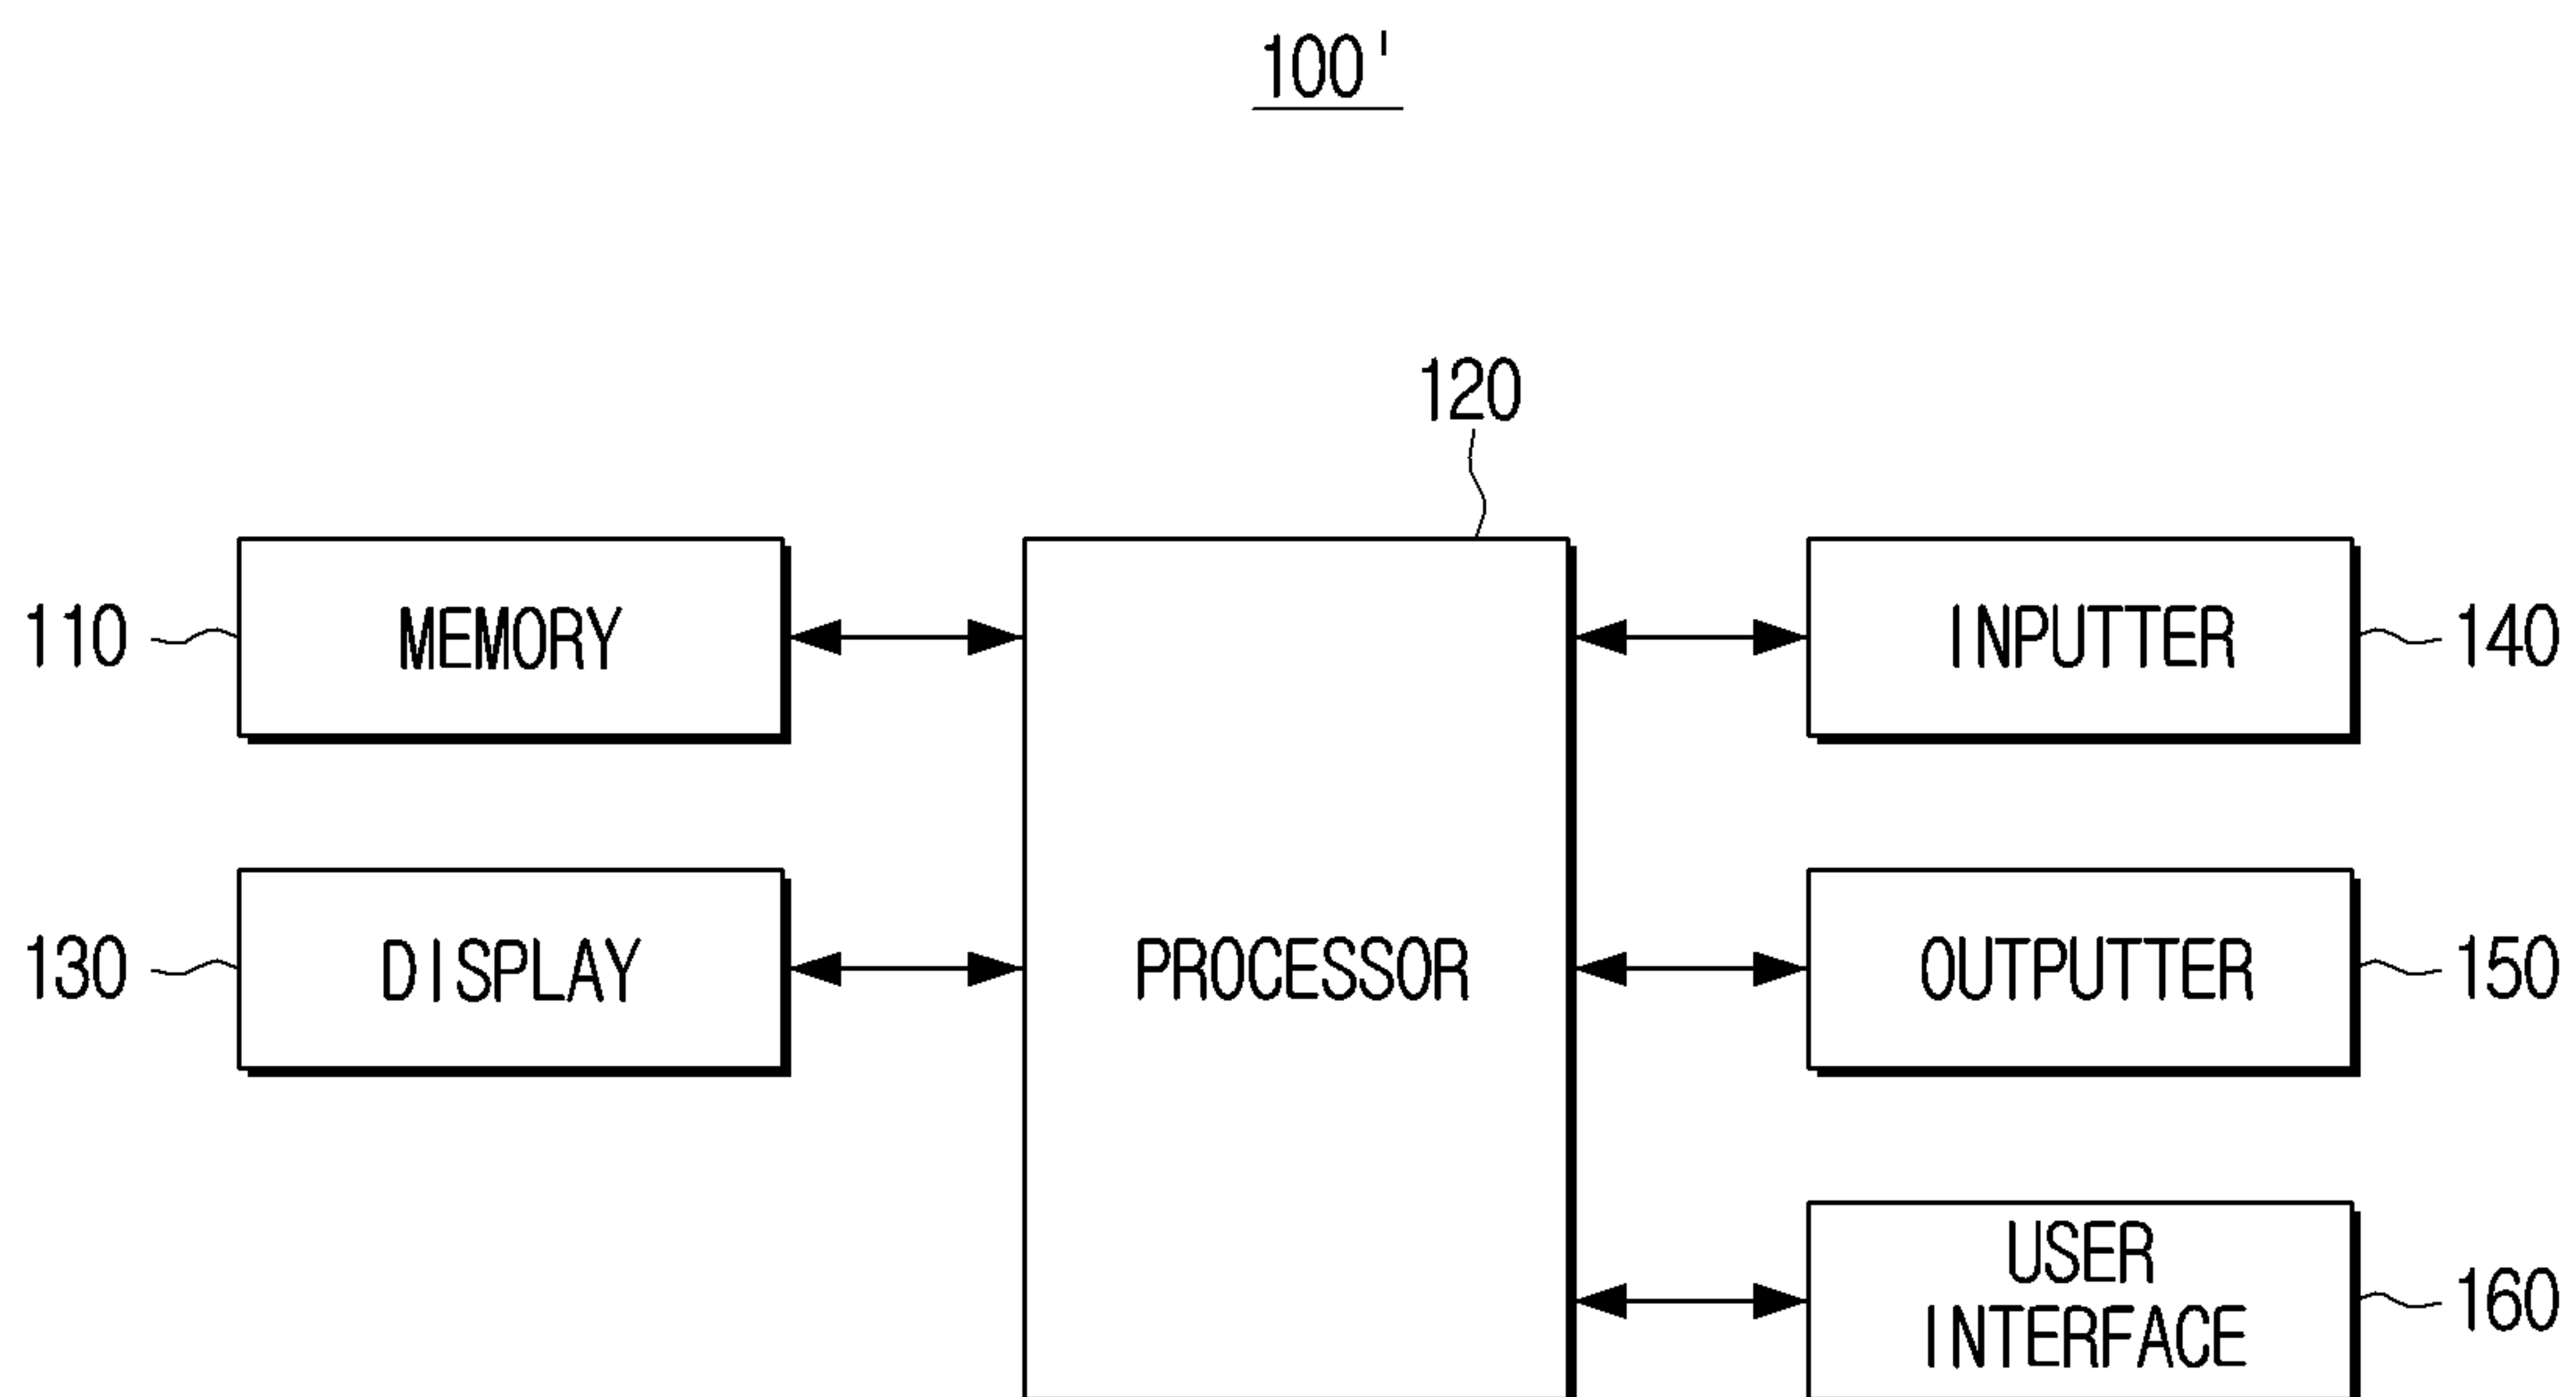 100'
120
110
MEMORY
INPUTTER
140
130
DISPLAY
PROCESSOR
OUTPUTTER
150
USER
INTERFACE
160